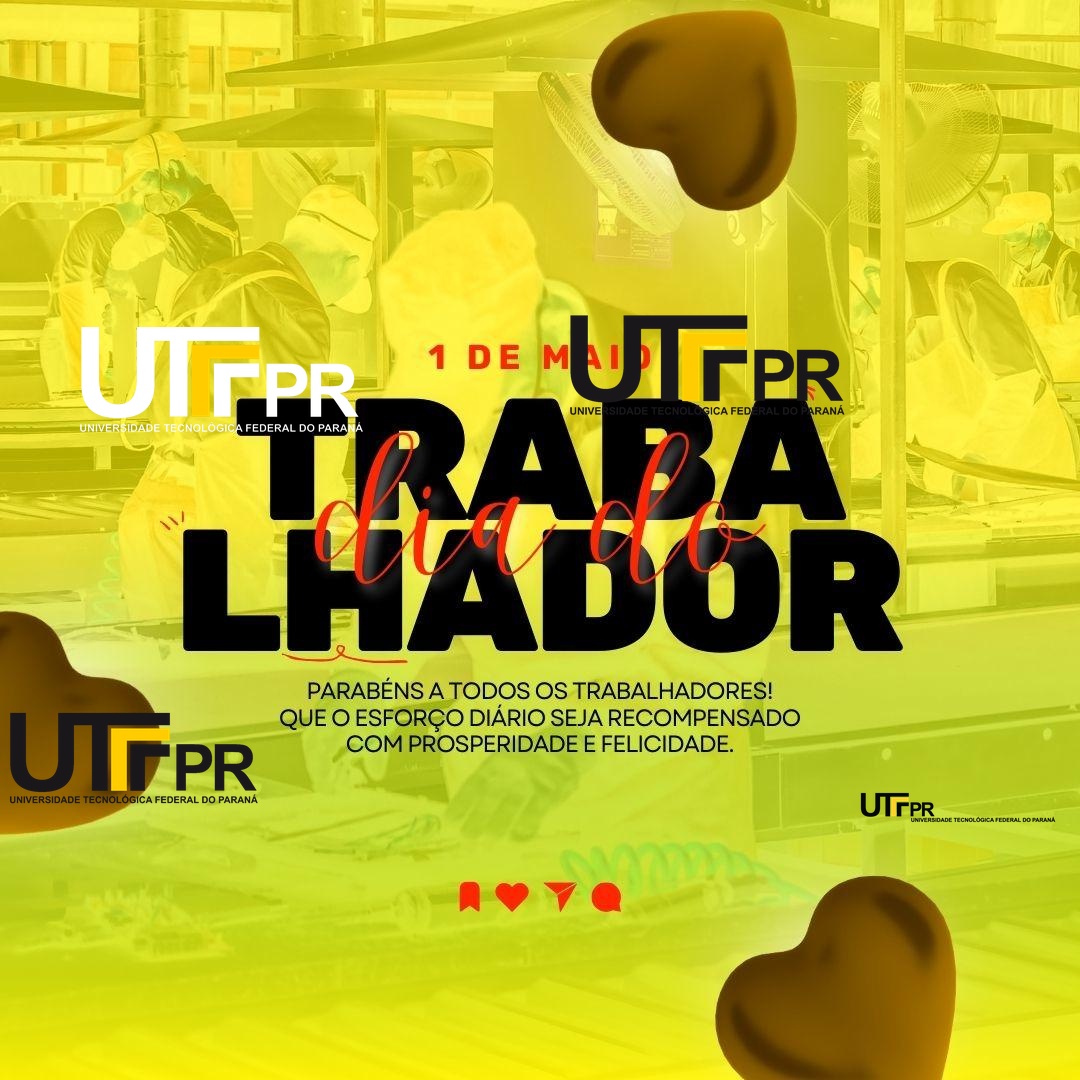 1 DE MAIO
UTFPR
UNIVERSIDADE TECNOLÓGICA FEDERAL DO PARANÁ
UTFPR
UNIVERSIDADE TECNOLÓGICA FEDERAL DO PARANÁ
dia do
TRABA
LHADOR
PARABÉNS A TODOS OS TRABALHADORES!
QUE O ESFORÇO DIÁRIO SEJA RECOMPENSADO
COM PROSPERIDADE E FELICIDADE.
UTFPR
UNIVERSIDADE TECNOLÓGICA FEDERAL DO PARANÁ
UTFPR
UNIVERSIDADE TECNOLÓGICA FEDERAL DO PARANÁ